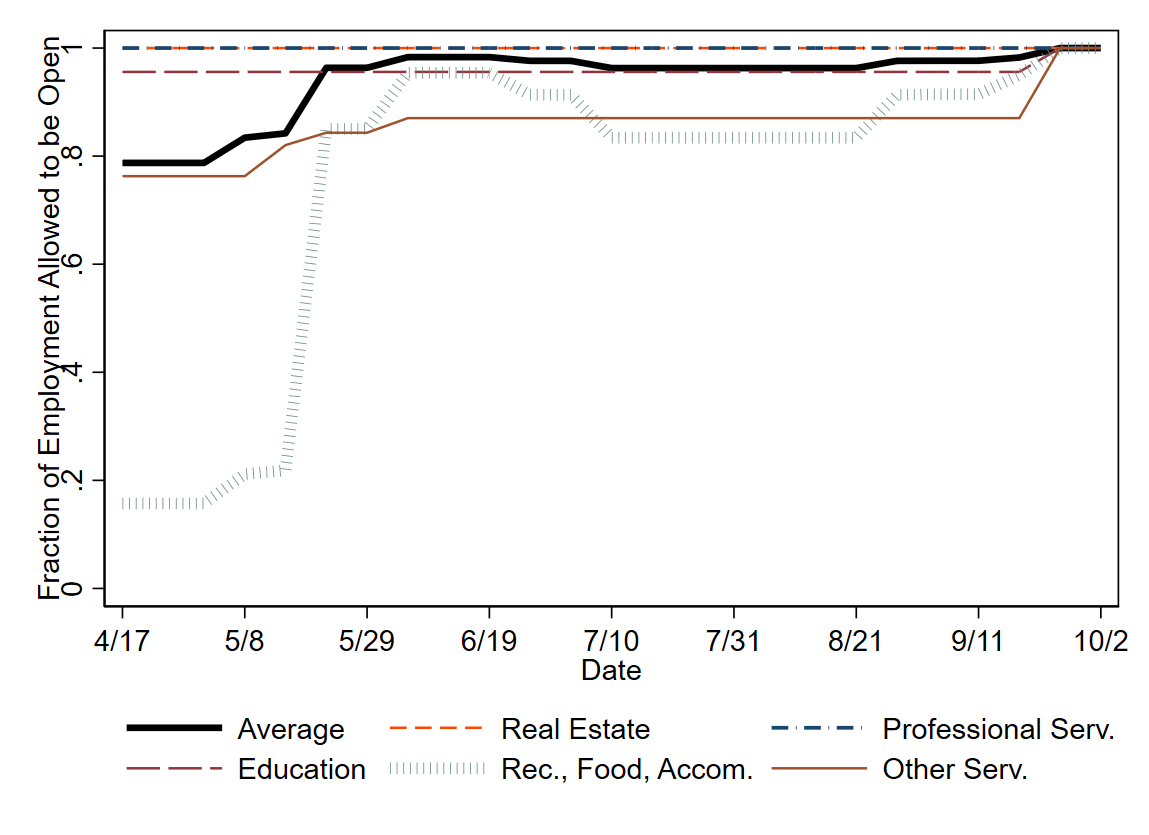 Fraction of Employment Allowed to be Open
1
.8
.6
.4
.2
0
4/17 5/8 5/29 6/19 7/10 7/31 8/21 9/11 10/2
Date
Average Real Estate Professional Serv.
Education Rec., Food, Accom. Other Serv.